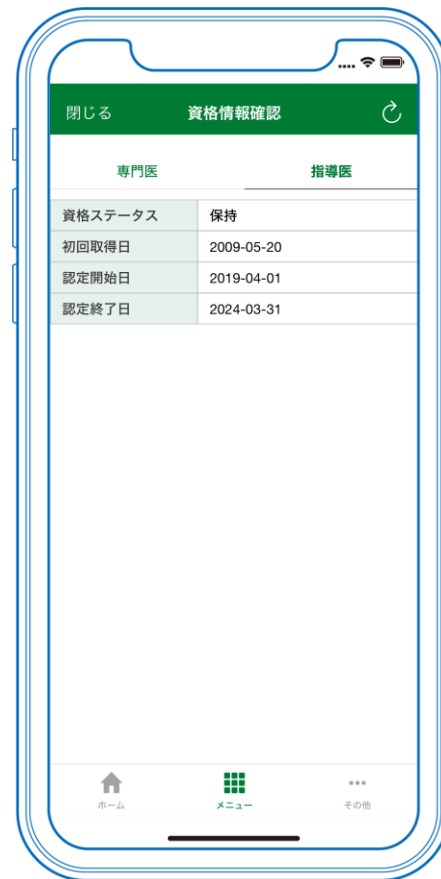 閉じる 資格情報確認
専門医 指導医
資格ステータス 保持
初回取得日 2009-05-20
認定開始日 2019-04-01
認定終了日 2024-03-31
ホーム メニュー その他